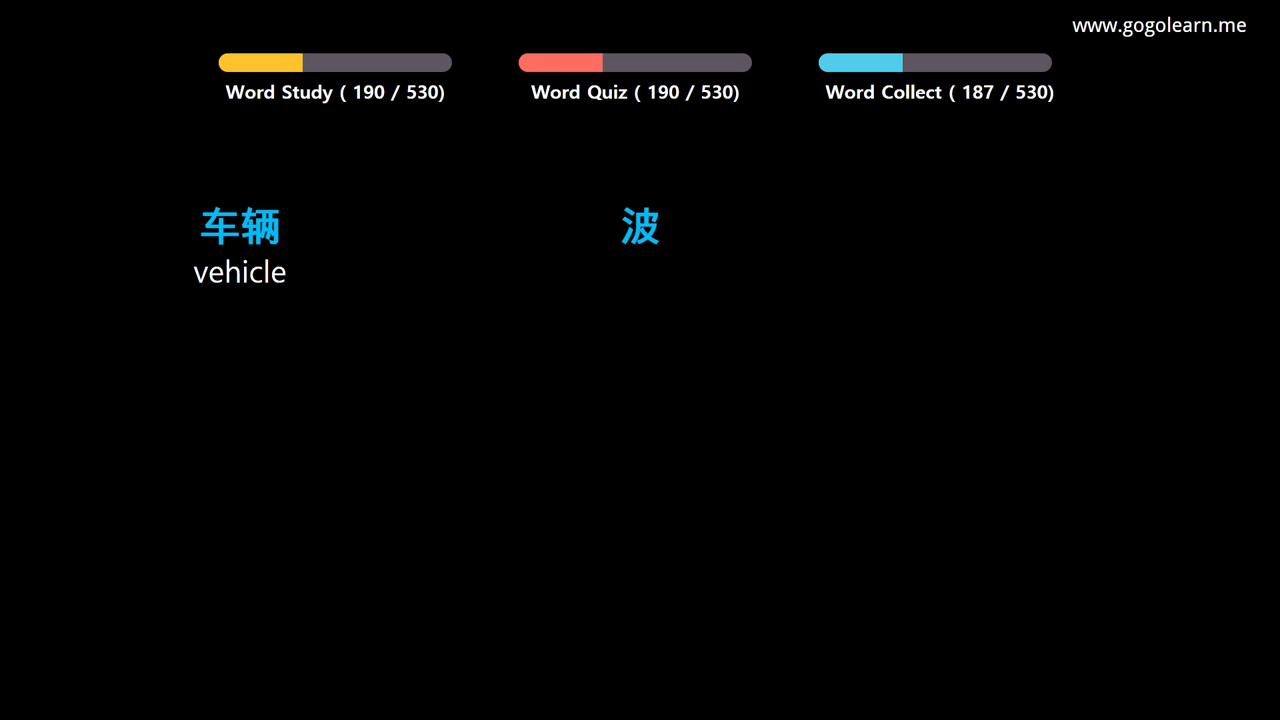 www.gogolearn.me
Word Study ( 190 / 530)
Word Quiz ( 190 / 530)
Word Collect ( 187 / 530)
车辆
vehicle
波